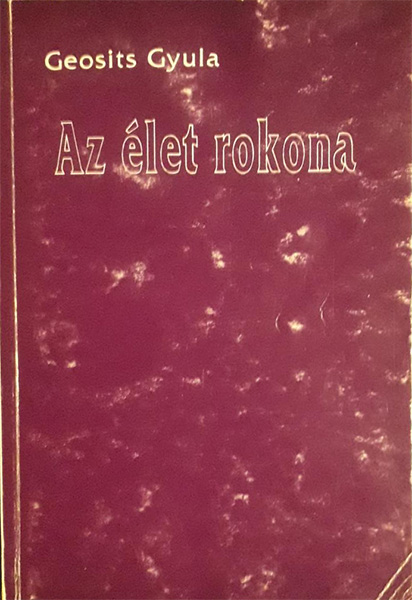 Geosits Gyula
Az élet rokona